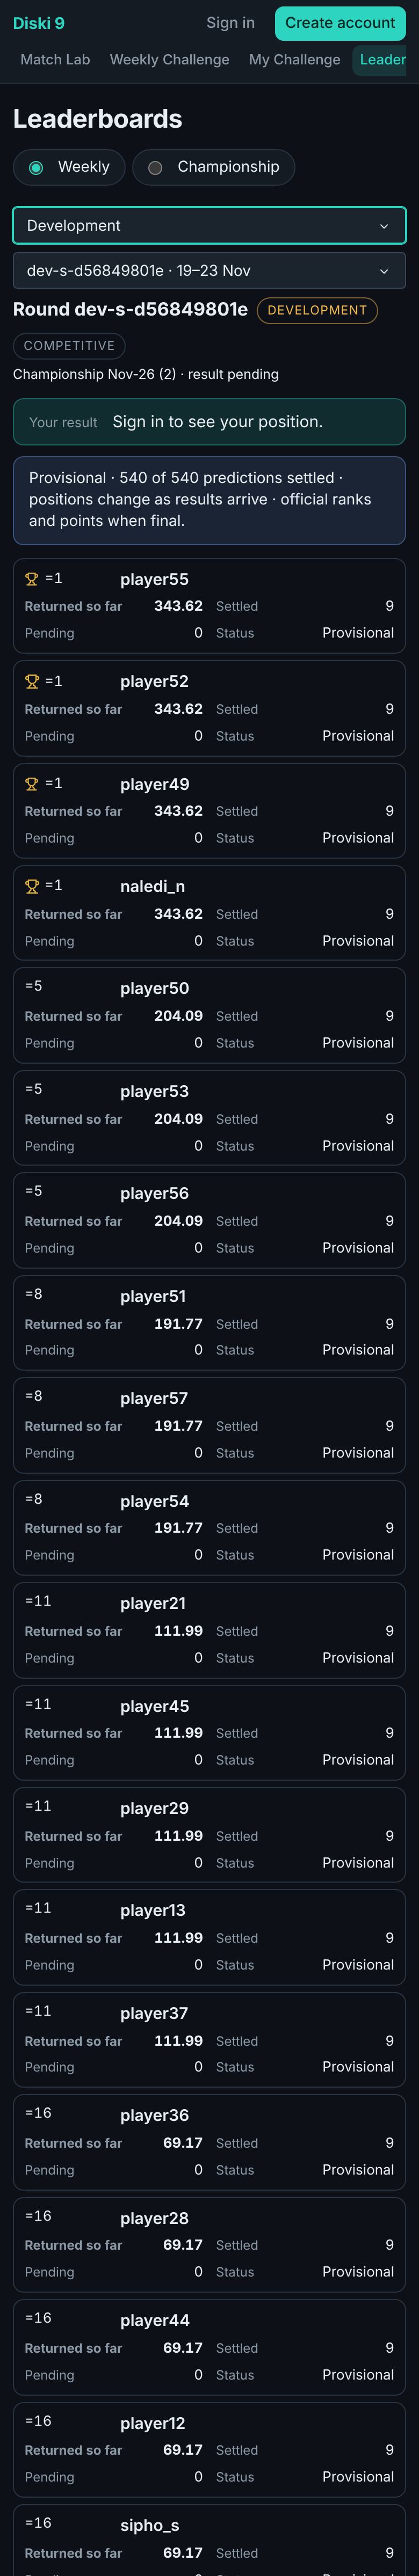 Diski 9 Sign in Create account
Match Lab Weekly Challenge My Challenge Leader
Leaderboards
Weekly Championship
Development
dev-s-d56849801e · 19–23 Nov
Round dev-s-d56849801e DEVELOPMENT
COMPETITIVE
Championship Nov-26 (2) · result pending
Your result Sign in to see your position.
Provisional · 540 of 540 predictions settled ·
positions change as results arrive · official ranks
and points when final.
=1 player55
Returned so far 343.62 Settled 9
Pending 0 Status Provisional
=1 player52
Returned so far 343.62 Settled 9
Pending 0 Status Provisional
=1 player49
Returned so far 343.62 Settled 9
Pending 0 Status Provisional
=1 naledi_n
Returned so far 343.62 Settled 9
Pending 0 Status Provisional
=5 player50
Returned so far 204.09 Settled 9
Pending 0 Status Provisional
=5 player53
Returned so far 204.09 Settled 9
Pending 0 Status Provisional
=5 player56
Returned so far 204.09 Settled 9
Pending 0 Status Provisional
=8 player51
Returned so far 191.77 Settled 9
Pending 0 Status Provisional
=8 player57
Returned so far 191.77 Settled 9
Pending 0 Status Provisional
=8 player54
Returned so far 191.77 Settled 9
Pending 0 Status Provisional
=11 player21
Returned so far 111.99 Settled 9
Pending 0 Status Provisional
=11 player45
Returned so far 111.99 Settled 9
Pending 0 Status Provisional
=11 player29
Returned so far 111.99 Settled 9
Pending 0 Status Provisional
=11 player13
Returned so far 111.99 Settled 9
Pending 0 Status Provisional
=11 player37
Returned so far 111.99 Settled 9
Pending 0 Status Provisional
=16 player36
Returned so far 69.17 Settled 9
Pending 0 Status Provisional
=16 player28
Returned so far 69.17 Settled 9
Pending 0 Status Provisional
=16 player44
Returned so far 69.17 Settled 9
Pending 0 Status Provisional
=16 player12
Returned so far 69.17 Settled 9
Pending 0 Status Provisional
=16 sipho_s
Returned so far 69.17 Settled 9